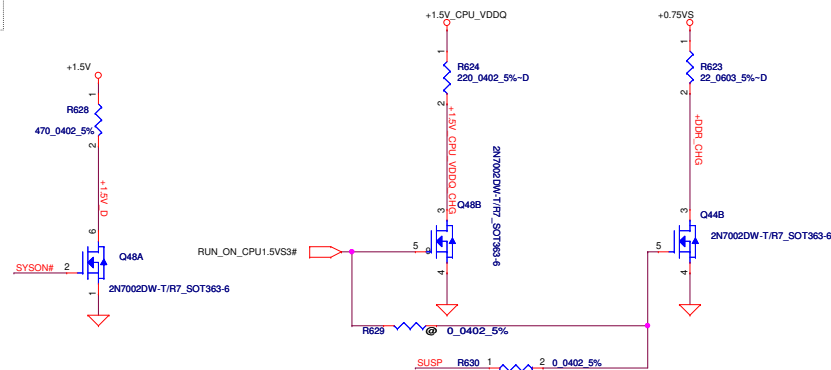 +1.5V_CPU_VDDQ
+0.75VS
+1.5V
1
R628
470_0402_5%
2
+1.5V_D
6
Q48A
SYSON#
2
1
2N7002DW-T/R7_SOT363-6
1
R624
220_0402_5%~D
2
+1.5V_CPU_VDDQ_CHG
2N7002DW-T/R7_SOT363-6
3
Q48B
RUN_ON_CPU1.5VS3#
5
4
1
R623
22_0603_5%~D
2
+DDR_CHG
3
Q44B
5
2N7002DW-T/R7_SOT363-6
4
R629
@
0_0402_5%
SUSP
R630
1
2
0_0402_5%